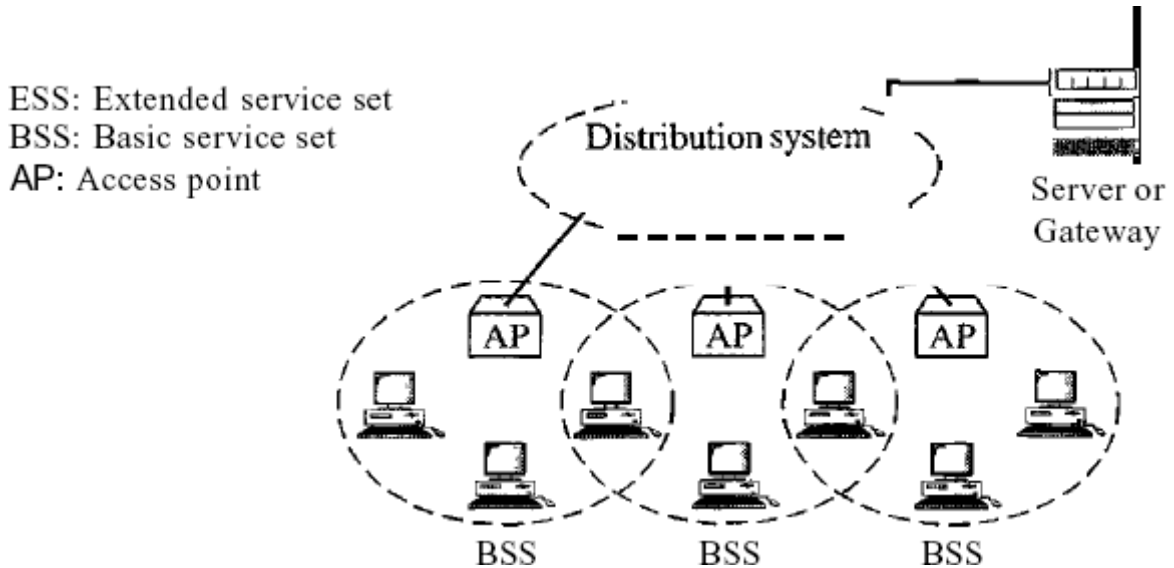 ESS: Extended service set
BSS: Basic service set
AP: Access point
Distribution system
Server or
Gateway
AP AP AP
BSS BSS BSS